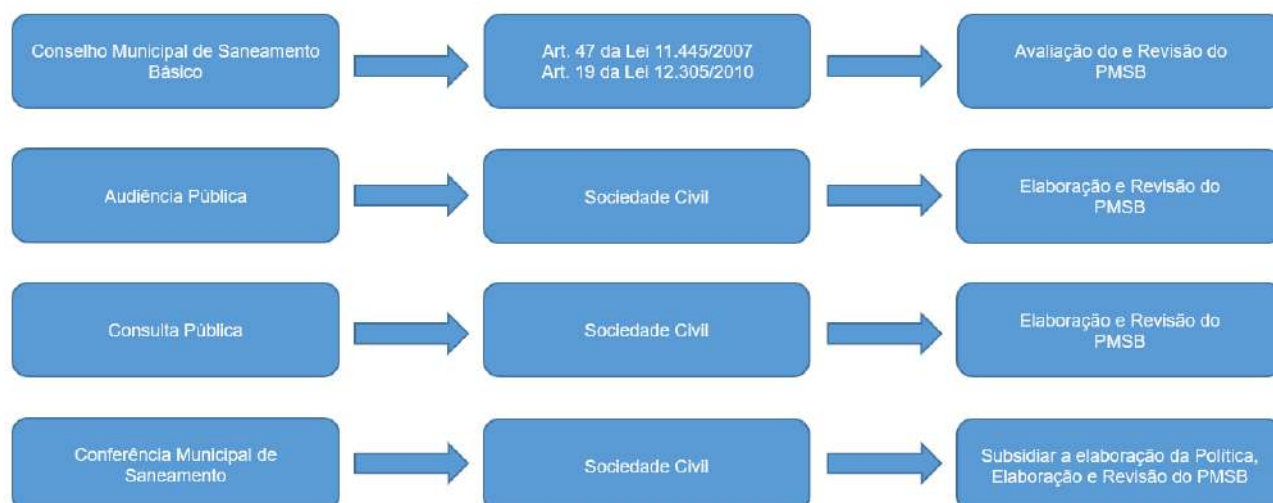 Conselho Municipal de Saneamento
Básico
Art. 47 da Lei 11.445/2007
Art. 19 da Lei 12.305/2010
Avaliação do e Revisão do
PMSB
Audiência Pública
Sociedade Civil
Elaboração e Revisão do
PMSB
Consulta Pública
Sociedade Civil
Elaboração e Revisão do
PMSB
Conferência Municipal de
Saneamento
Sociedade Civil
Subsidiar a elaboração da Política,
Elaboração e Revisão do PMSB